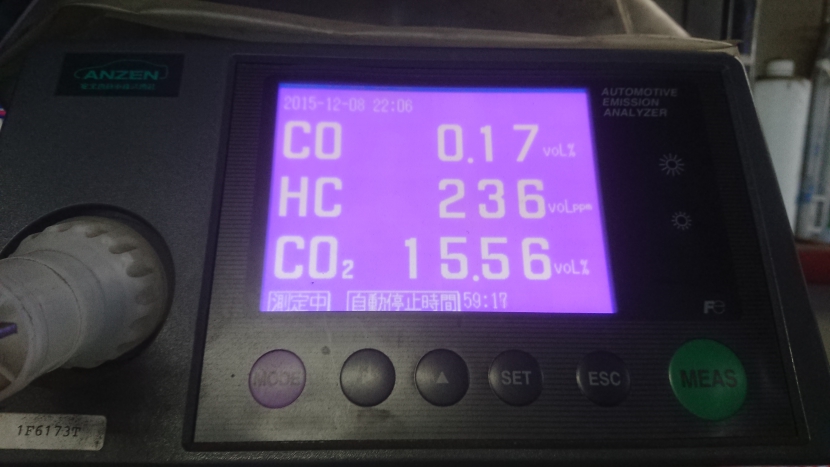 ANZEN
AUTOMOTIVE
EMISSION
ANALYZER
2015-12-08 22:06
CO 0.17 voL%
HC 236 voLppm
CO2 15.56 voL%
測定中 自動停止時間 59:17
MODE ▲ SET ESC MEAS
1F6173T